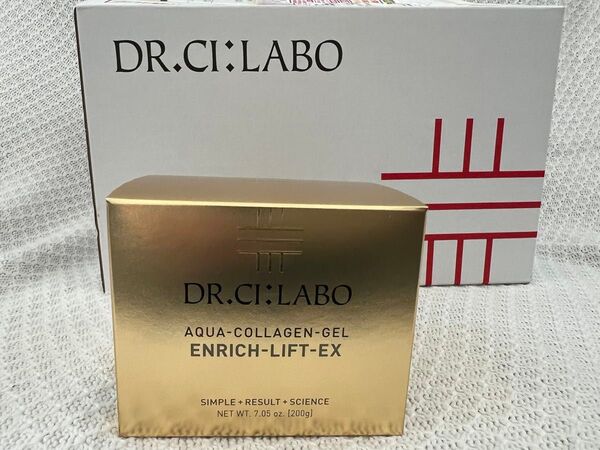 DR.CI:LABO
DR.CI:LABO
AQUA-COLLAGEN-GEL
ENRICH-LIFT-EX
SIMPLE + RESULT + SCIENCE
NET WT. 7.05 oz. [200g]